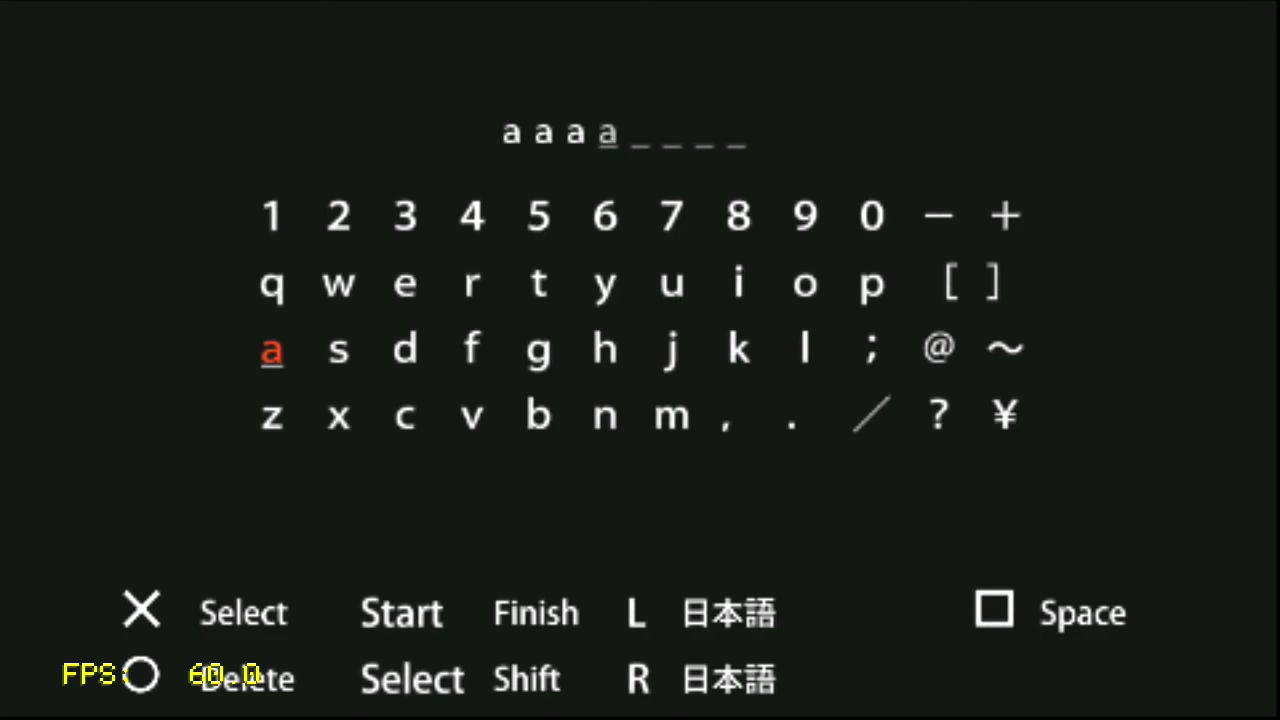 a a a a _ _ _ _
1 2 3 4 5 6 7 8 9 0 − +
q w e r t y u i o p [ ]
a s d f g h j k l ; @ ～
z x c v b n m , . ／ ? ¥
Select Start Finish L 日本語 Space
FPS: 60.0 Delete Select Shift R 日本語